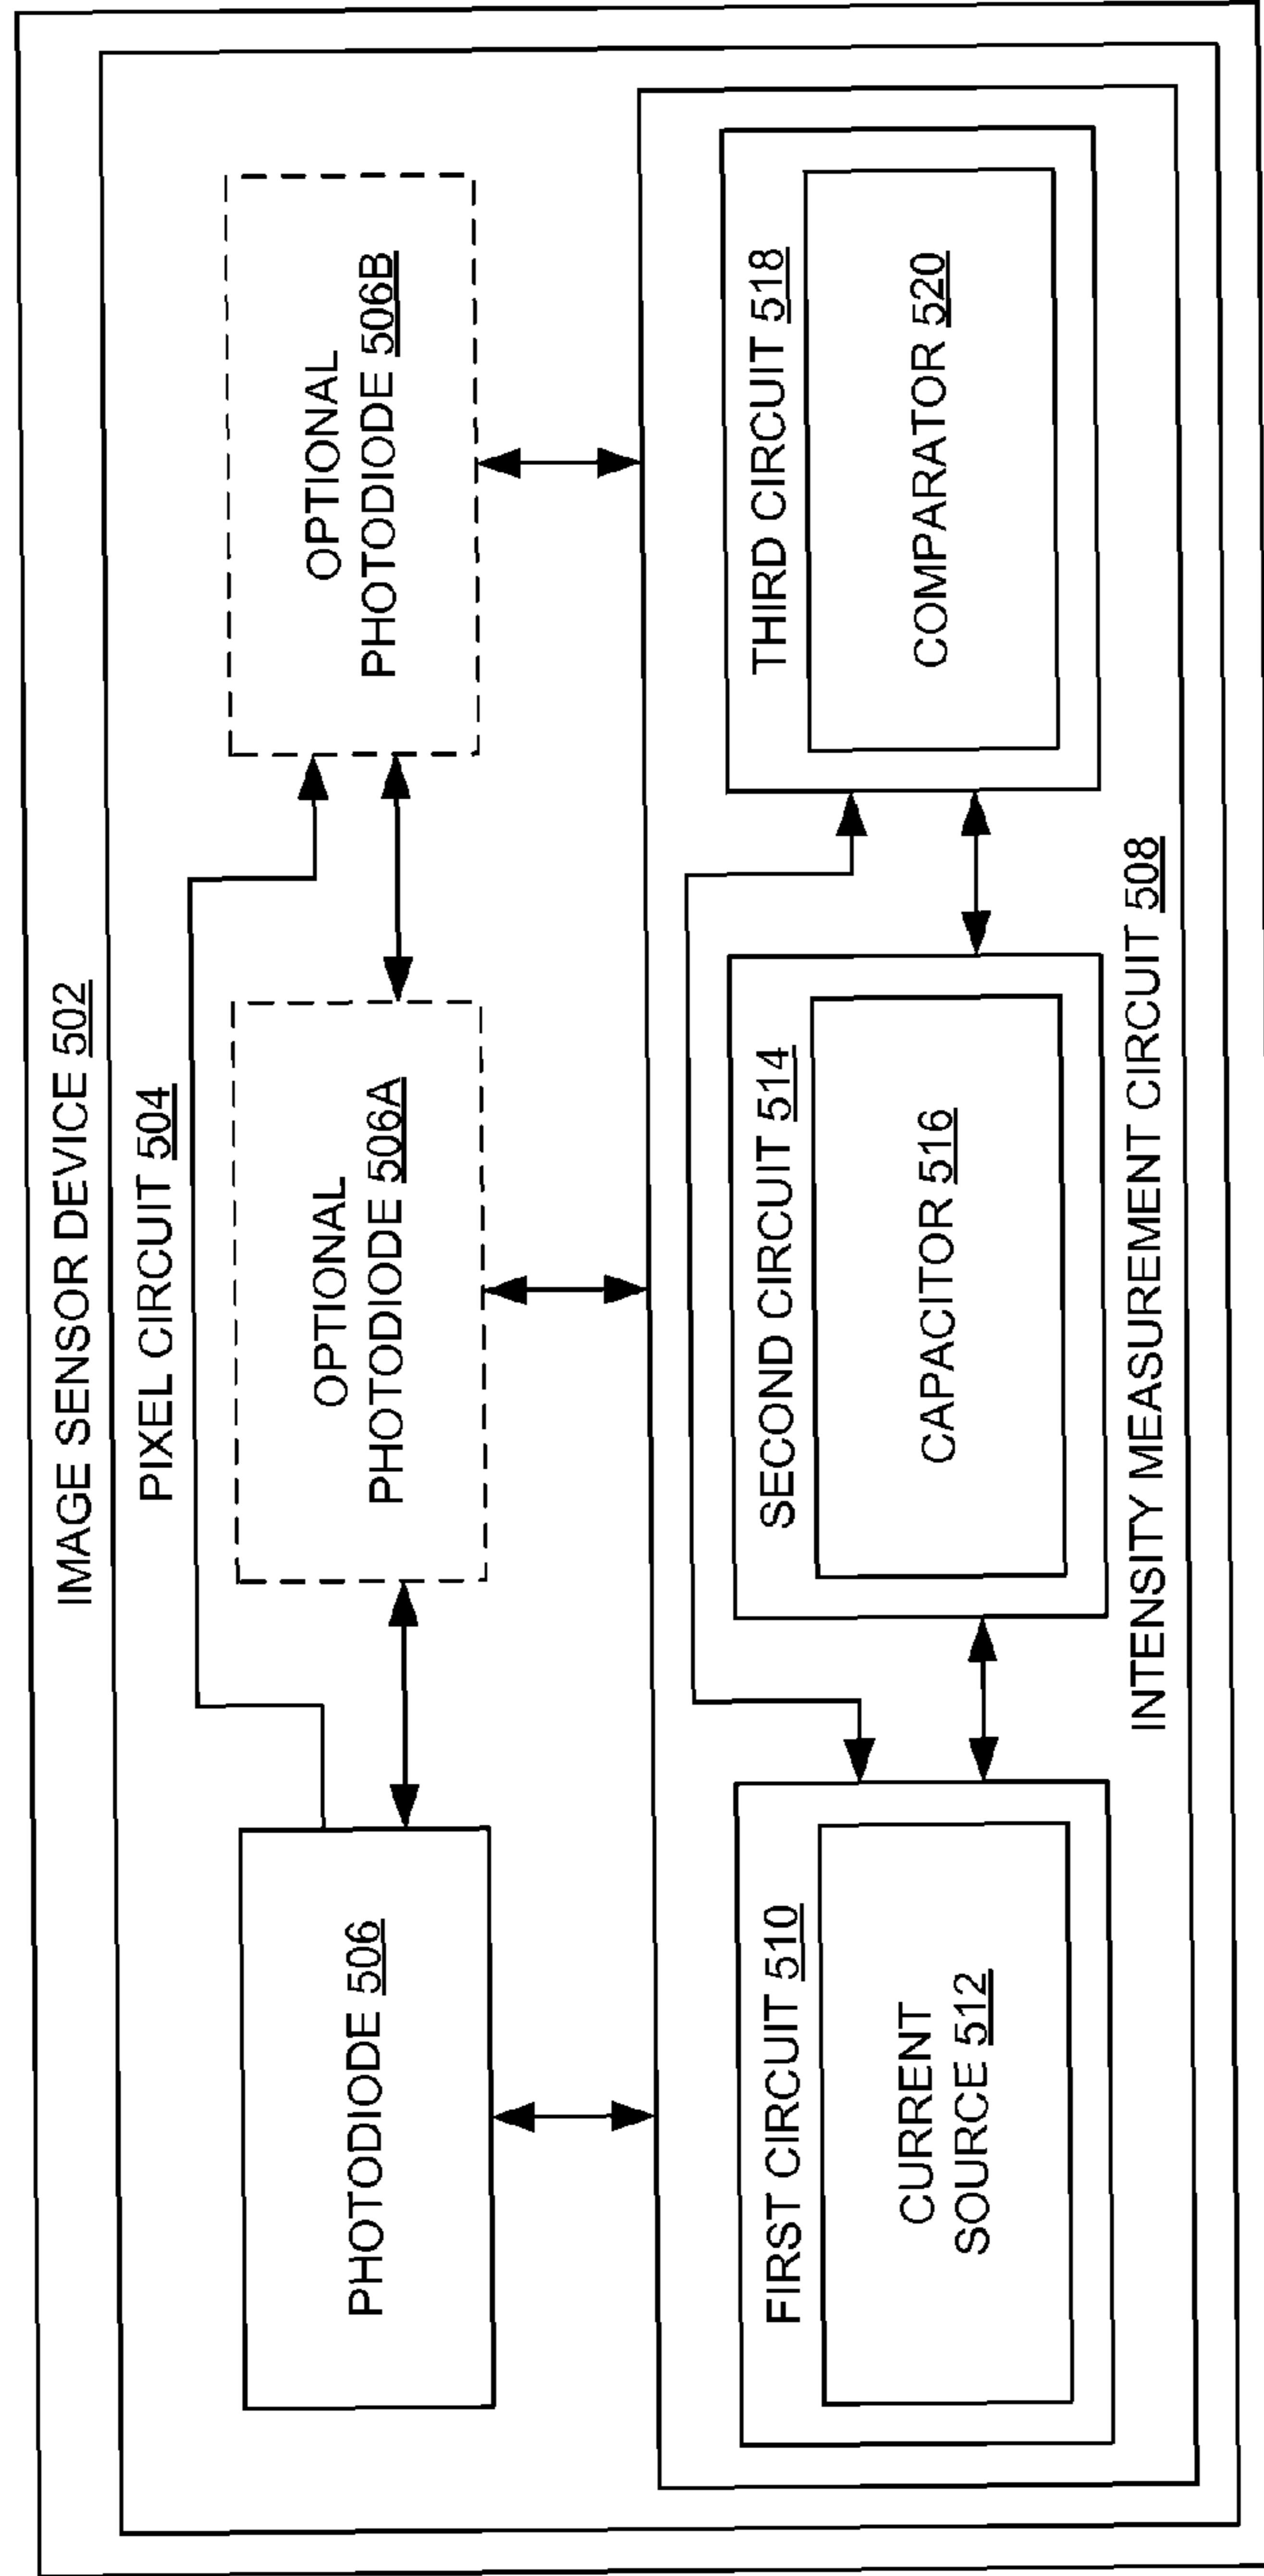 IMAGE SENSOR DEVICE 502
PIXEL CIRCUIT 504
PHOTODIODE 506
OPTIONAL
PHOTODIODE 506A
OPTIONAL
PHOTODIODE 506B
FIRST CIRCUIT 510
CURRENT
SOURCE 512
SECOND CIRCUIT 514
CAPACITOR 516
THIRD CIRCUIT 518
COMPARATOR 520
INTENSITY MEASUREMENT CIRCUIT 508